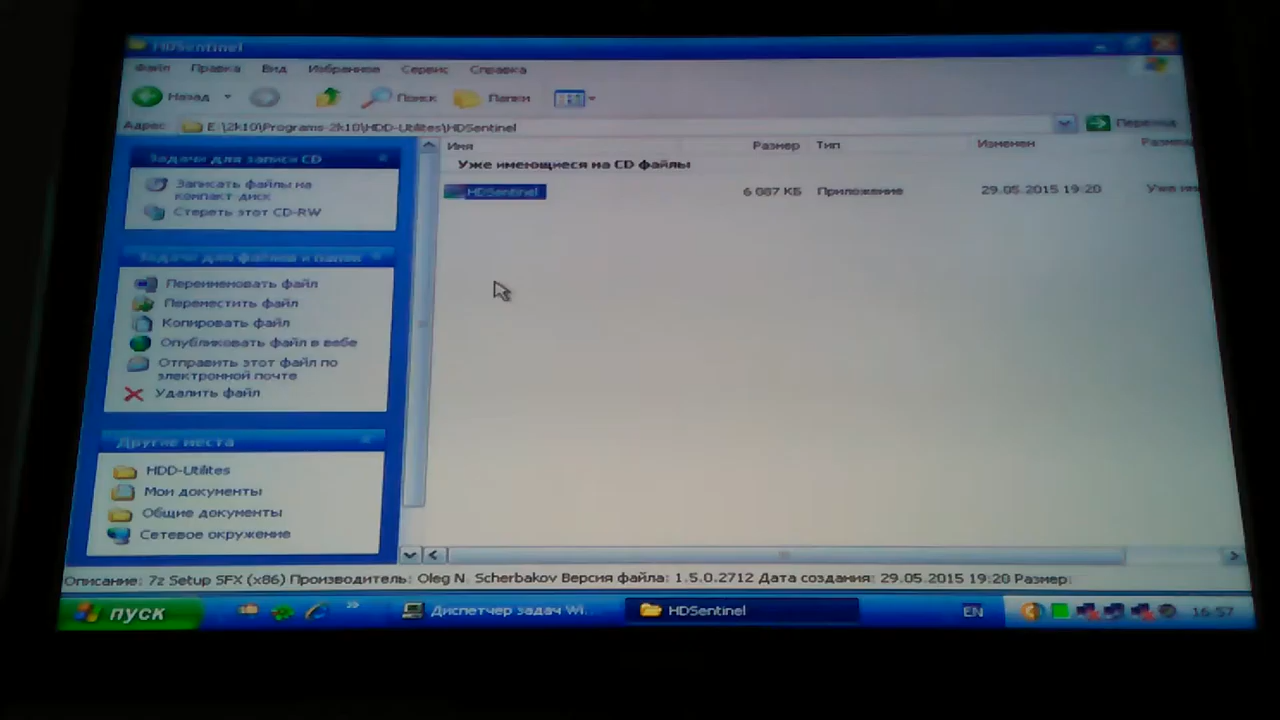 HDSentinel
Файл Правка Вид Избранное Сервис Справка
Назад Поиск Папки
Адрес: E:\2k10\Programs-2k10\HDD-Utilites\HDSentinel Переход
Имя Размер Тип Изменен
Уже имеющиеся на CD файлы
HDSentinel 6 087 КБ Приложение 29.05.2015 19:20 Уже
Задачи для записи CD
Записать файлы на
компакт диск
Стереть этот CD-RW
Задачи для файлов и папок
Переименовать файл
Переместить файл
Копировать файл
Опубликовать файл в вебе
Отправить этот файл по
электронной почте
Удалить файл
Другие места
HDD-Utilites
Мои документы
Общие документы
Сетевое окружение
Описание: 7z Setup SFX (x86) Производитель: Oleg N. Scherbakov Версия файла: 1.5.0.2712 Дата создания: 29.05.2015 19:20 Размер:
пуск Диспетчер задач Wi... HDSentinel EN 16:57